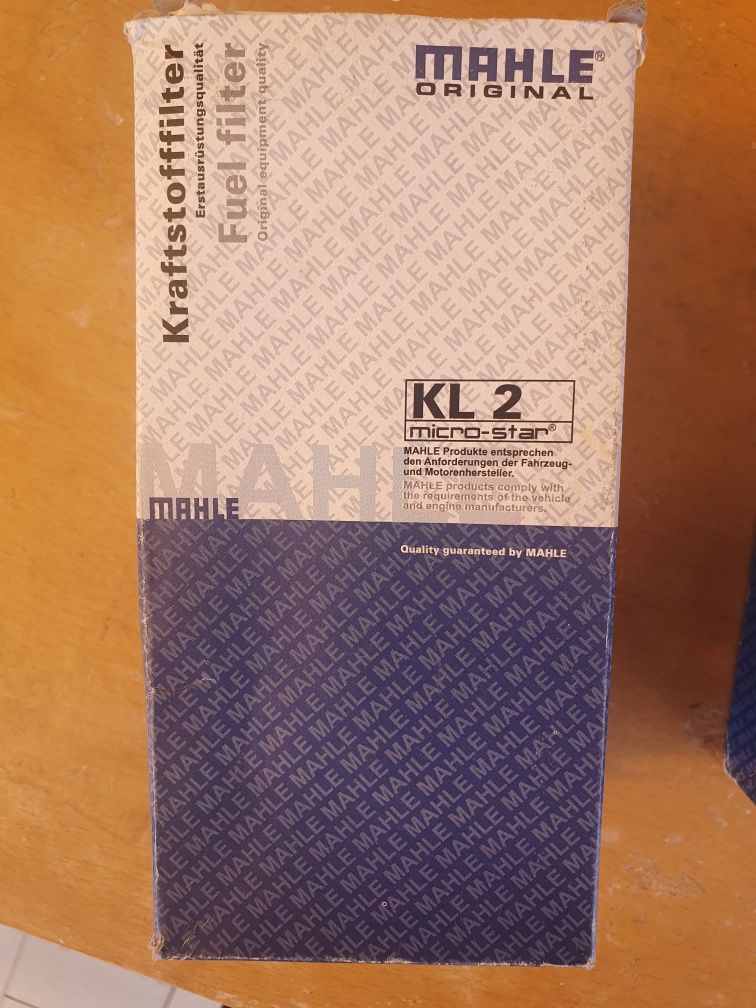 MAHLE®
ORIGINAL
Kraftstofffilter
Erstausrüstungsqualität
Fuel filter
Original equipment quality
KL 2
micro-star®
MAHLE Produkte entsprechen
den Anforderungen der Fahrzeug-
und Motorenhersteller.
MAHLE products comply with
the requirements of the vehicle
and engine manufacturers.
MAHLE
MAHLE
Quality guaranteed by MAHLE